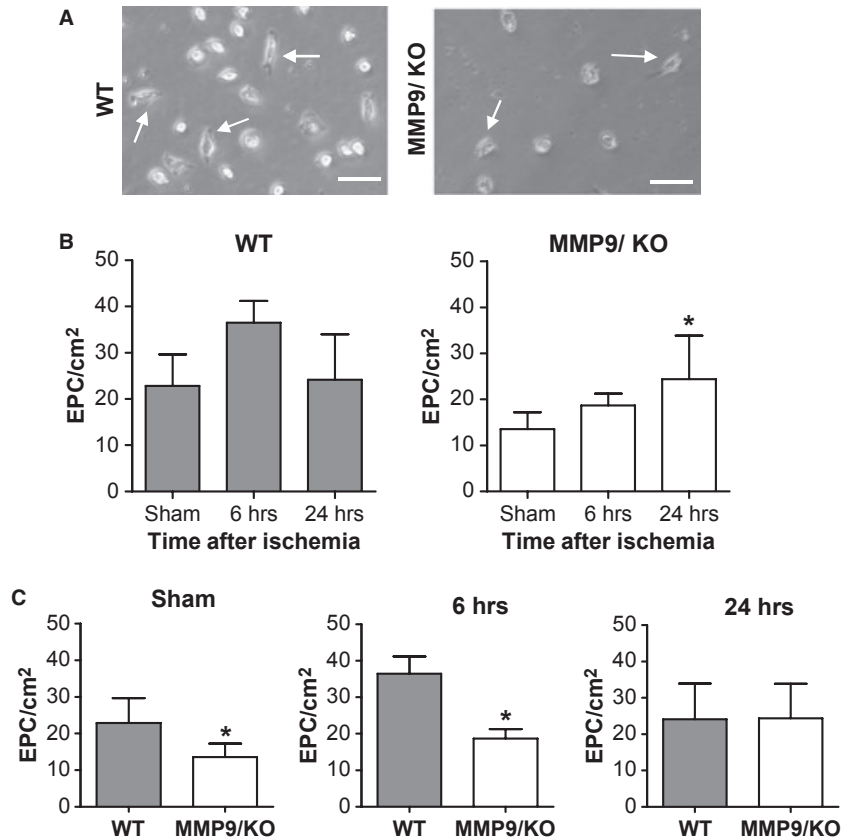 A
WT
MMP9/ KO
B
WT
EPC/cm²
50
40
30
20
10
0
Sham 6 hrs 24 hrs
Time after ischemia
MMP9/ KO
EPC/cm²
50
40
30
20
10
0
*
Sham 6 hrs 24 hrs
Time after ischemia
C
Sham
EPC/cm²
50
40
30
20
10
0
*
WT MMP9/KO
6 hrs
EPC/cm²
50
40
30
20
10
0
*
WT MMP9/KO
24 hrs
EPC/cm²
50
40
30
20
10
0
WT MMP9/KO